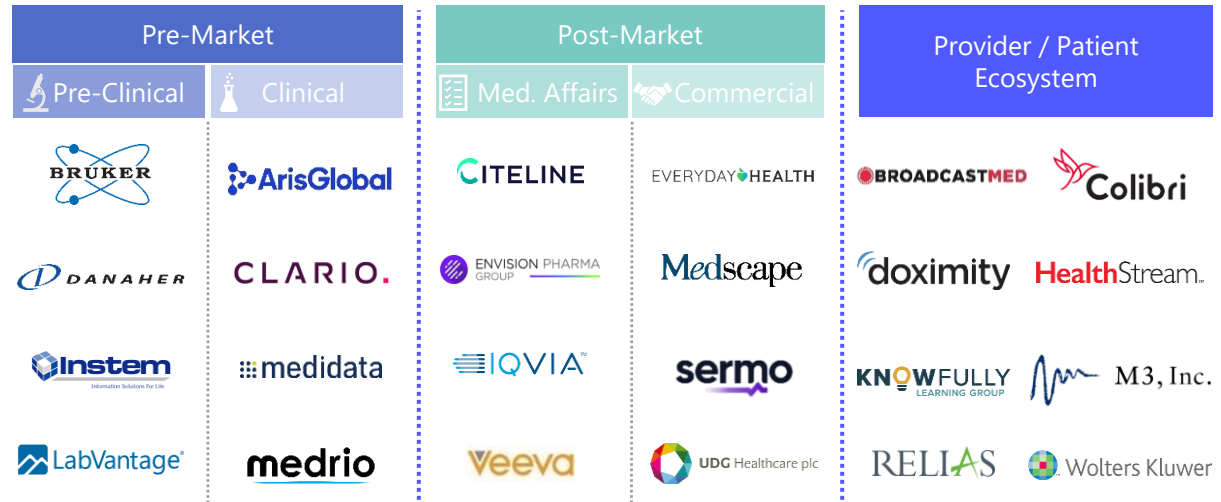 Pre-Market
Post-Market
Provider / Patient
Ecosystem
Pre-Clinical
Clinical
Med. Affairs
Commercial
BRUKER
ArisGlobal
CITELINE
EVERYDAY HEALTH
BROADCASTMED
Colibri
DANAHER
CLARIO.
ENVISION PHARMA
GROUP
Medscape
doximity
HealthStream™
Instem
Information Solutions For Life
medidata
IQVIA™
sermo
KNOWFULLY
LEARNING GROUP
M3, Inc.
LabVantage®
medrio
Veeva
UDG Healthcare plc
RELIAS
Wolters Kluwer